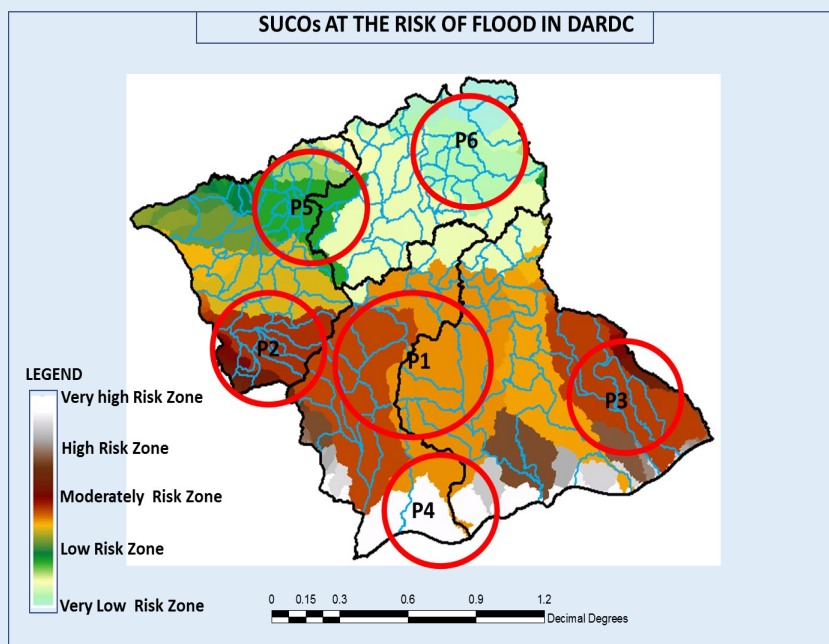 SUCOs AT THE RISK OF FLOOD IN DARDC
P6
P5
P2
P1
P3
P4
LEGEND
Very high Risk Zone
High Risk Zone
Moderately Risk Zone
Low Risk Zone
Very Low Risk Zone
0 0.15 0.3 0.6 0.9 1.2
Decimal Degrees